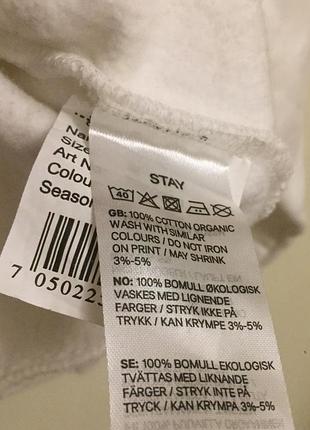 Size
Art N
Colou
Season
7 05022
STAY
40
GB: 100% COTTON ORGANIC
WASH WITH SIMILAR
COLOURS / DO NOT IRON
ON PRINT / MAY SHRINK
3%-5%
NO: 100% BOMULL ØKOLOGISK
VASKES MED LIGNENDE
FARGER / STRYK IKKE PÅ
TRYKK / KAN KRYMPE 3%-5%
SE: 100% BOMULL EKOLOGISK
TVÄTTAS MED LIKNANDE
FÄRGER / STRYK INTE PÅ
TRYCK / KAN KRYMPA 3%-5%